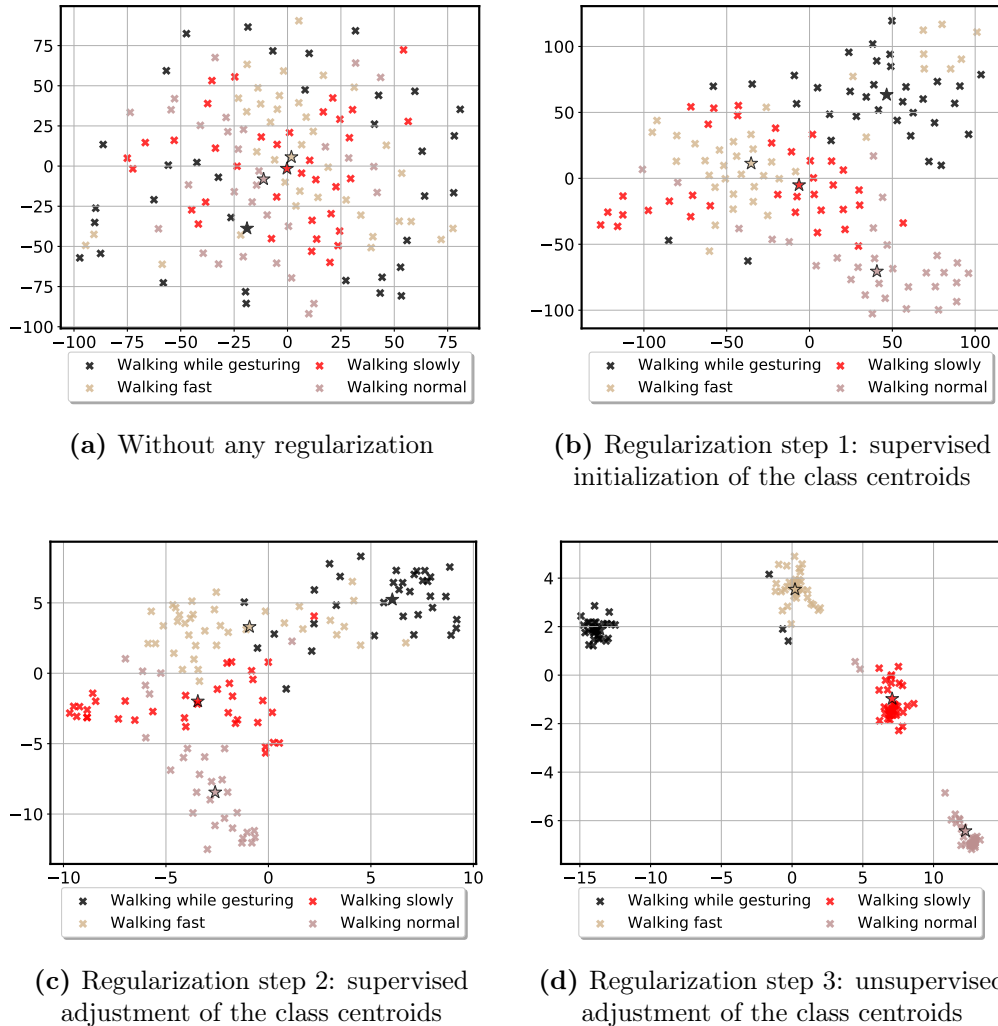 75
50
25
0
−25
−50
−75
−100
−100 −75 −50 −25 0 25 50 75
Walking while gesturing Walking slowly
Walking fast Walking normal
(a) Without any regularization
100
50
0
−50
−100
−100 −50 0 50 100
Walking while gesturing Walking slowly
Walking fast Walking normal
(b) Regularization step 1: supervised
initialization of the class centroids
5
0
−5
−10
−10 −5 0 5 10
Walking while gesturing Walking slowly
Walking fast Walking normal
(c) Regularization step 2: supervised
adjustment of the class centroids
4
2
0
−2
−4
−6
−15 −10 −5 0 5 10
Walking while gesturing Walking slowly
Walking fast Walking normal
(d) Regularization step 3: unsupervised
adjustment of the class centroids